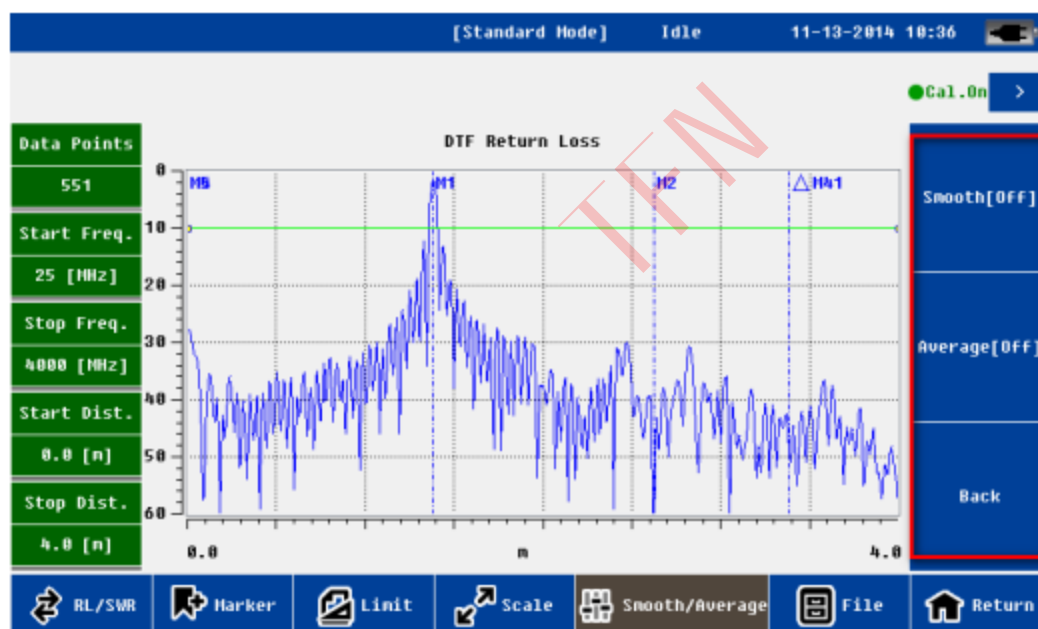 [Standard Mode] Idle 11-13-2014 10:36
Cal.On >
Data Points
551
Start Freq.
25 [MHz]
Stop Freq.
4000 [MHz]
Start Dist.
0.0 [m]
Stop Dist.
4.0 [m]
DTF Return Loss
M1 M2 △M41
0
10
20
30
40
50
60
0.0 m 4.0
TFN
Smooth[Off]
Average[Off]
Back
RL/SWR Marker Limit Scale Smooth/Average File Return